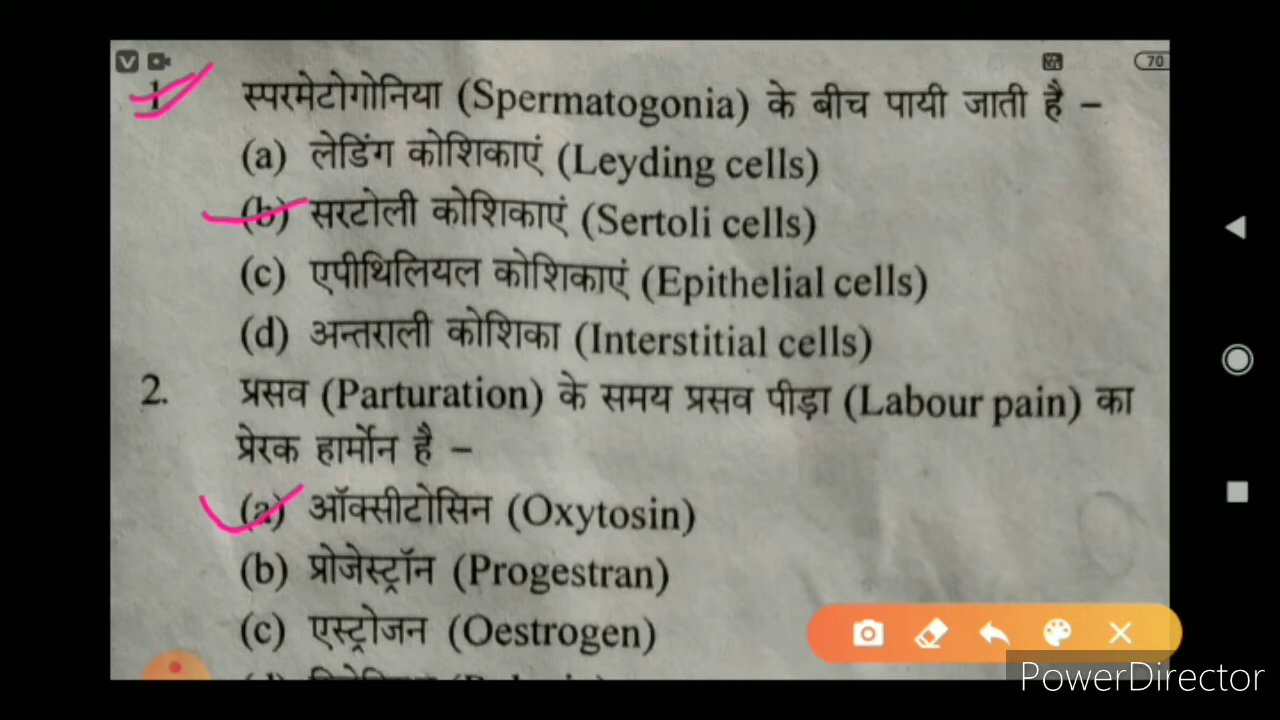 70
1
स्परमेटोगोनिया (Spermatogonia) के बीच पायी जाती है –
(a) लेडिंग कोशिकाएं (Leyding cells)
(b) सरटोली कोशिकाएं (Sertoli cells)
(c) एपीथिलियल कोशिकाएं (Epithelial cells)
(d) अन्तराली कोशिका (Interstitial cells)
2. प्रसव (Parturation) के समय प्रसव पीड़ा (Labour pain) का
प्रेरक हार्मोन है –
(a) ऑक्सीटोसिन (Oxytosin)
(b) प्रोजेस्ट्रॉन (Progestran)
(c) एस्ट्रोजन (Oestrogen)
PowerDirector